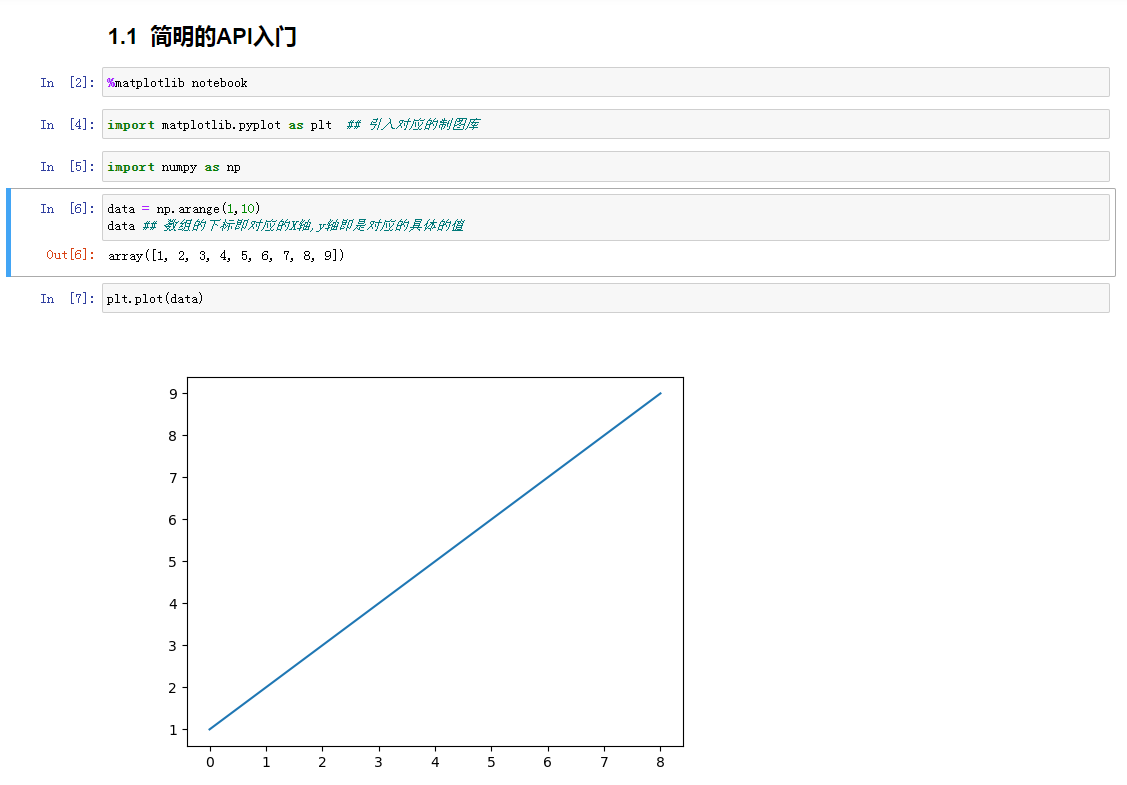 1.1 简明的API入门
In [2]: %matplotlib notebook
In [4]: import matplotlib.pyplot as plt ## 引入对应的制图库
In [5]: import numpy as np
In [6]: data = np.arange(1,10)
data ## 数组的下标即对应的X轴,y轴即是对应的具体的值
Out[6]: array([1, 2, 3, 4, 5, 6, 7, 8, 9])
In [7]: plt.plot(data)
9
8
7
6
5
4
3
2
1
0 1 2 3 4 5 6 7 8